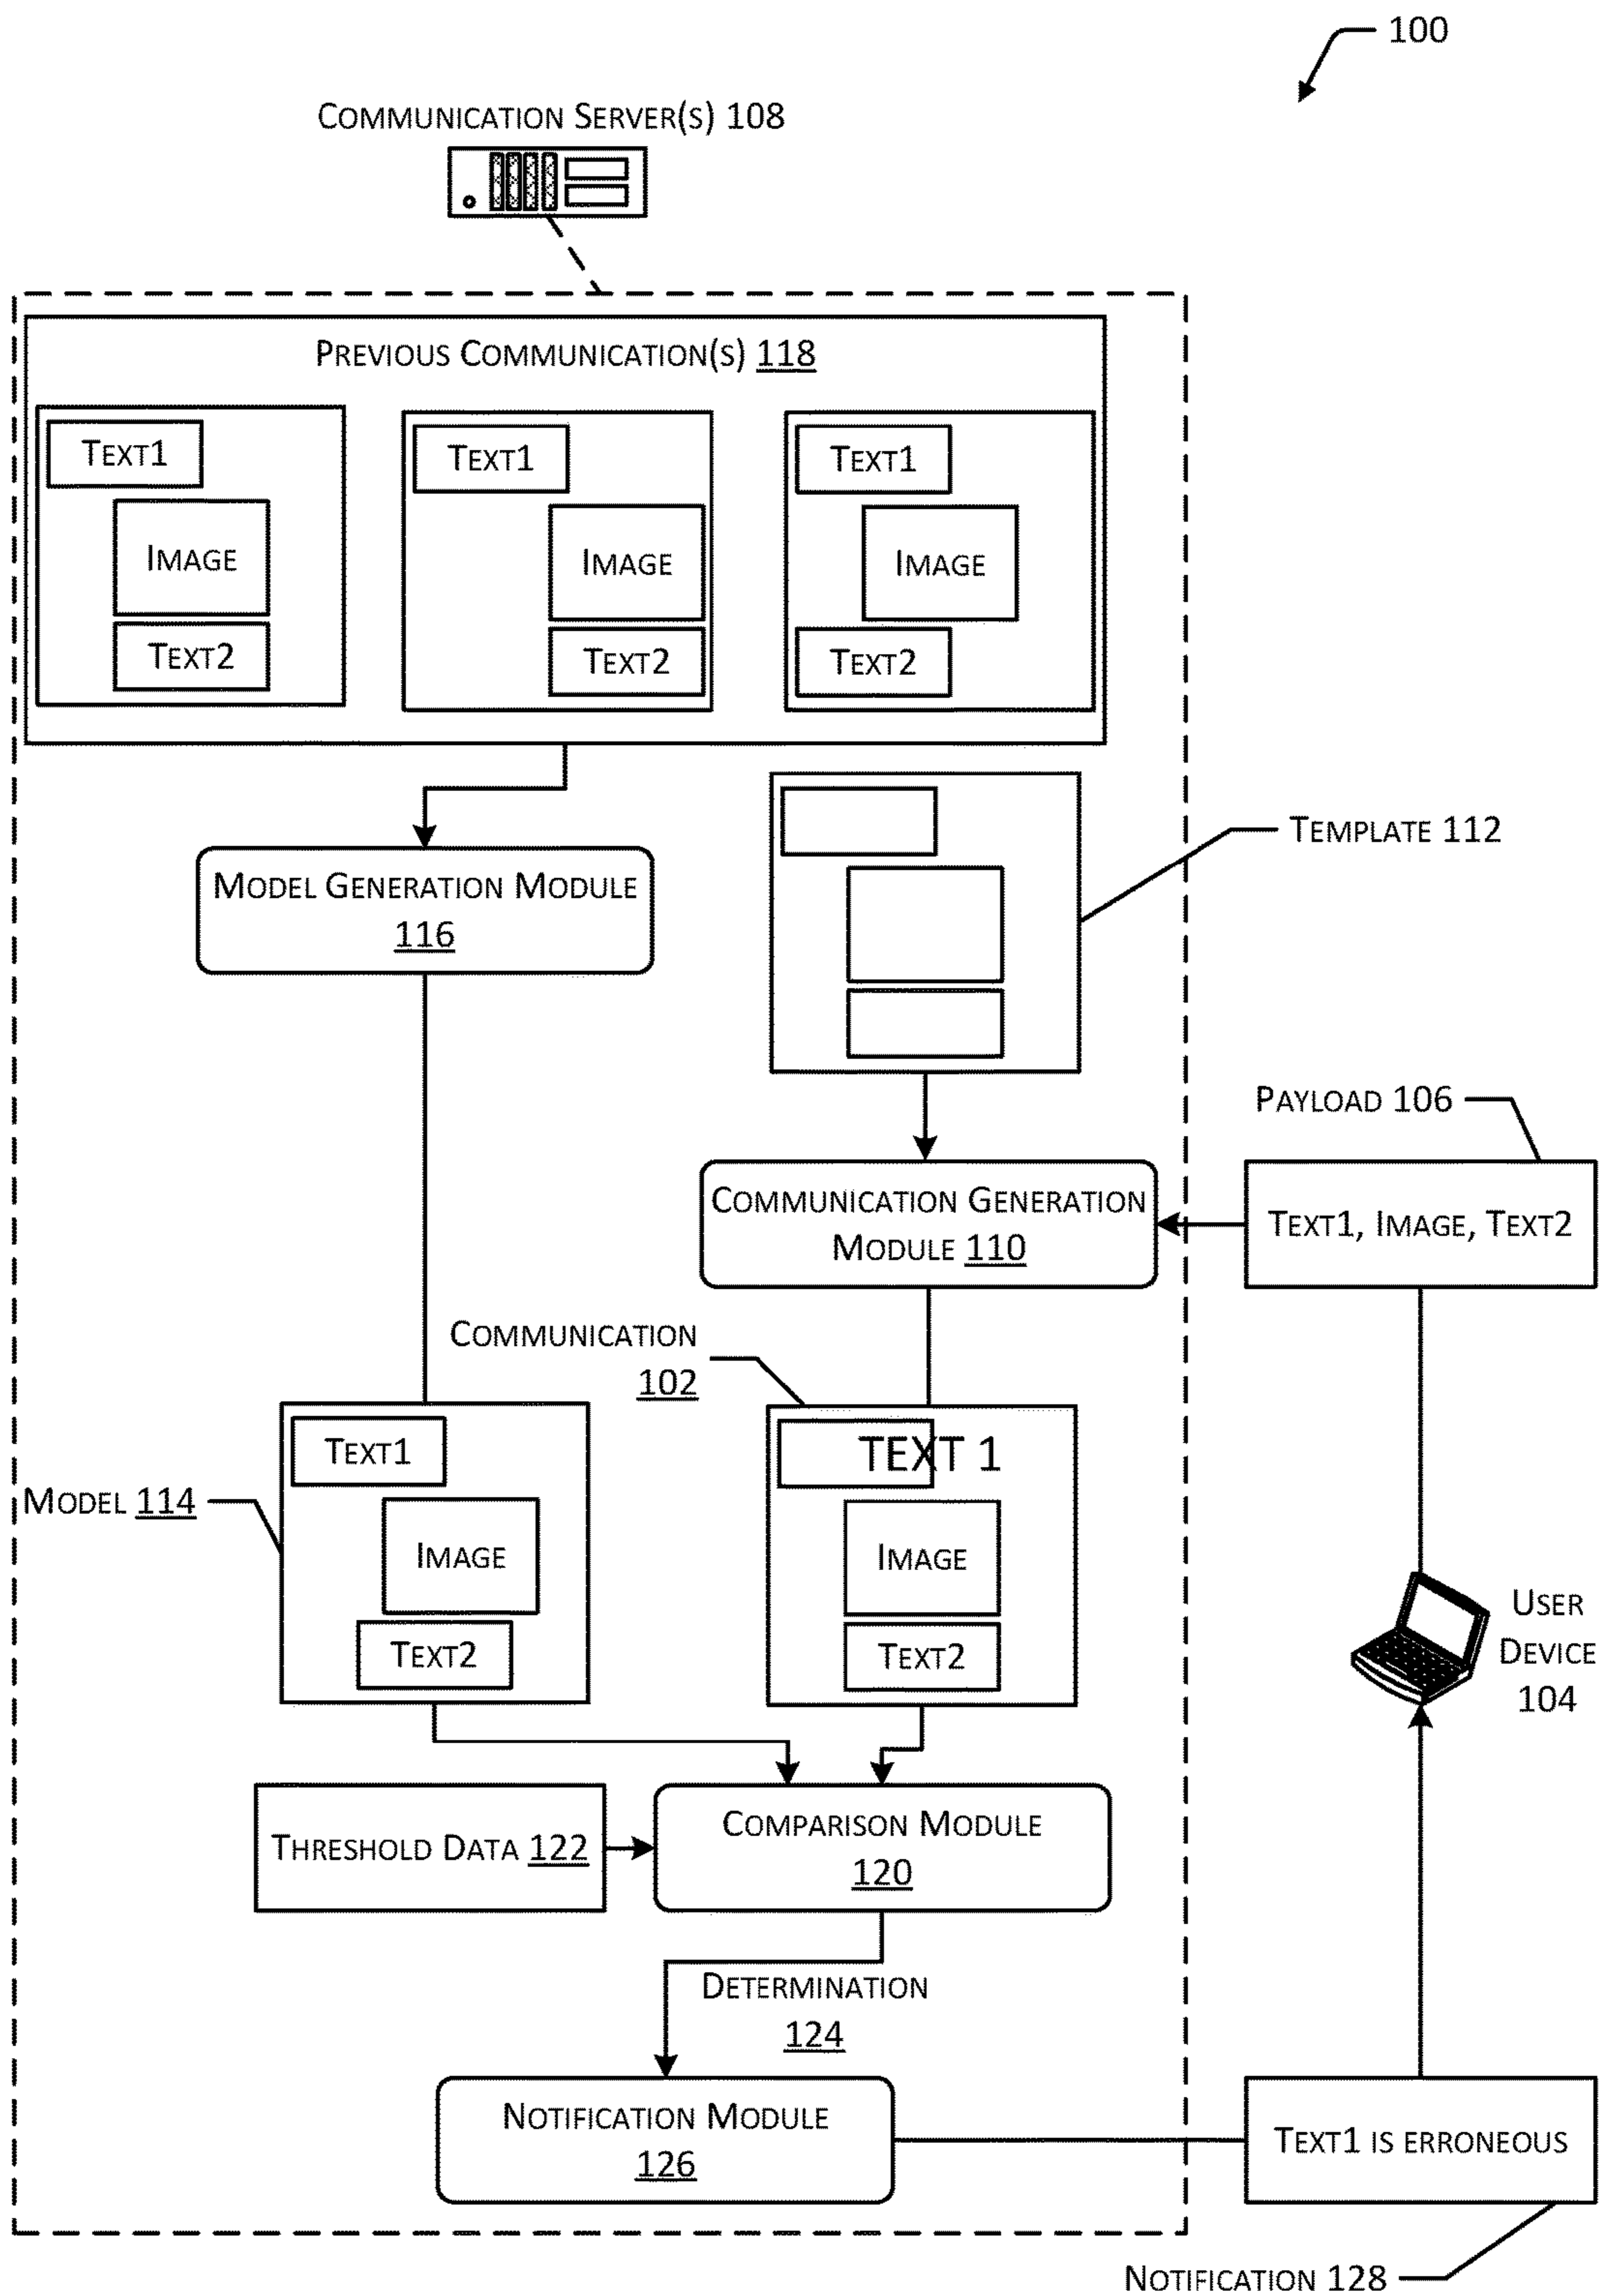 100
COMMUNICATION SERVER(S) 108
PREVIOUS COMMUNICATION(S) 118
TEXT1
IMAGE
TEXT2
TEXT1
IMAGE
TEXT2
TEXT1
IMAGE
TEXT2
TEMPLATE 112
MODEL GENERATION MODULE
116
PAYLOAD 106
COMMUNICATION GENERATION
MODULE 110
TEXT1, IMAGE, TEXT2
COMMUNICATION
102
MODEL 114
TEXT1
IMAGE
TEXT2
TEXT 1
IMAGE
TEXT2
USER
DEVICE
104
THRESHOLD DATA 122
COMPARISON MODULE
120
DETERMINATION
124
NOTIFICATION MODULE
126
TEXT1 IS ERRONEOUS
NOTIFICATION 128